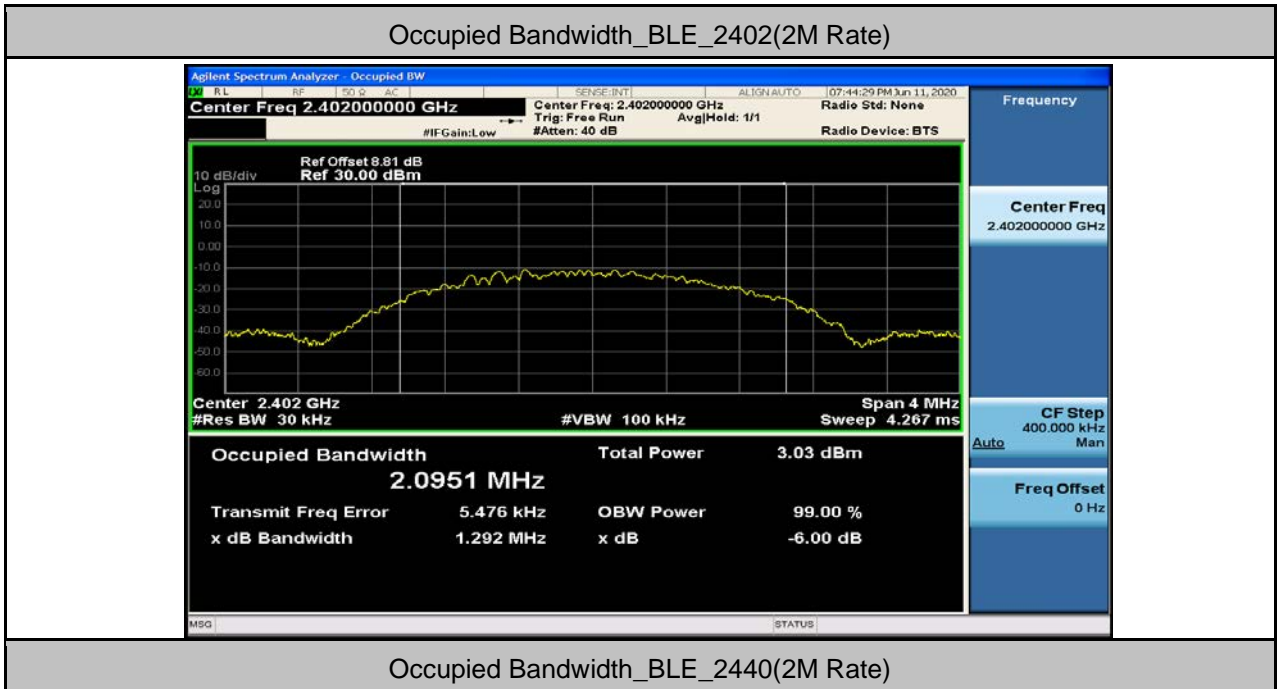 Occupied Bandwidth_BLE_2402(2M Rate)
Agilent Spectrum Analyzer - Occupied BW
RL RF 50 Ω AC SENSE:INT ALIGN AUTO 07:44:29 PM Jun 11, 2020
Center Freq 2.402000000 GHz Center Freq: 2.402000000 GHz Radio Std: None Frequency
Trig: Free Run Avg|Hold: 1/1
#IFGain:Low #Atten: 40 dB Radio Device: BTS
Ref Offset 8.81 dB
10 dB/div Ref 30.00 dBm
Log
20.0
10.0
0.00
-10.0
-20.0
-30.0
-40.0
-50.0
-60.0
Center 2.402 GHz Span 4 MHz
#Res BW 30 kHz #VBW 100 kHz Sweep 4.267 ms
Center Freq
2.402000000 GHz
CF Step
400.000 kHz
Auto Man
Freq Offset
0 Hz
Occupied Bandwidth Total Power 3.03 dBm
2.0951 MHz
Transmit Freq Error 5.476 kHz OBW Power 99.00 %
x dB Bandwidth 1.292 MHz x dB -6.00 dB
MSG STATUS
Occupied Bandwidth_BLE_2440(2M Rate)